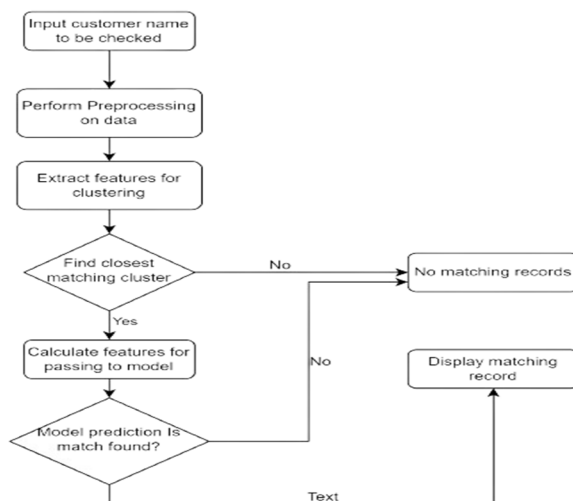 Input customer name
to be checked
Perform Preprocessing
on data
Extract features for
clustering
Find closest
matching cluster
No
No matching records
Yes
Calculate features for
passing to model
No
Display matching
record
Model prediction Is
match found?
Text